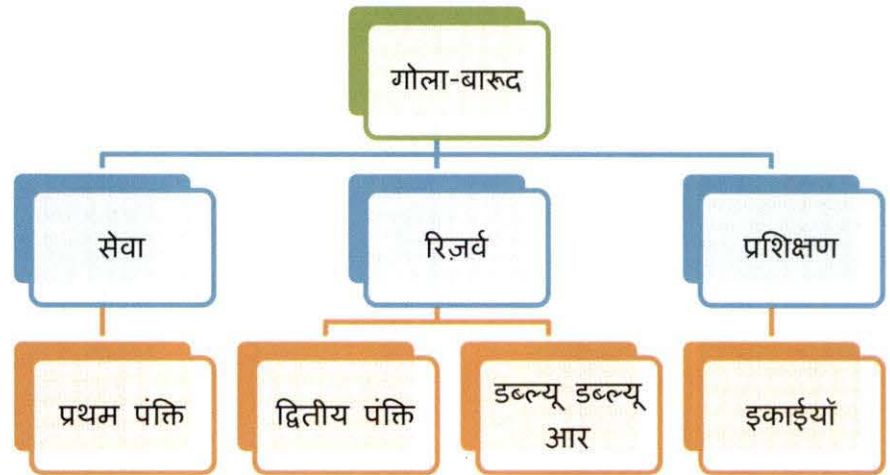 गोला-बारूद
सेवा
रिज़र्व
प्रशिक्षण
प्रथम पंक्ति
द्वितीय पंक्ति
डब्ल्यू डब्ल्यू
आर
इकाईयॉ